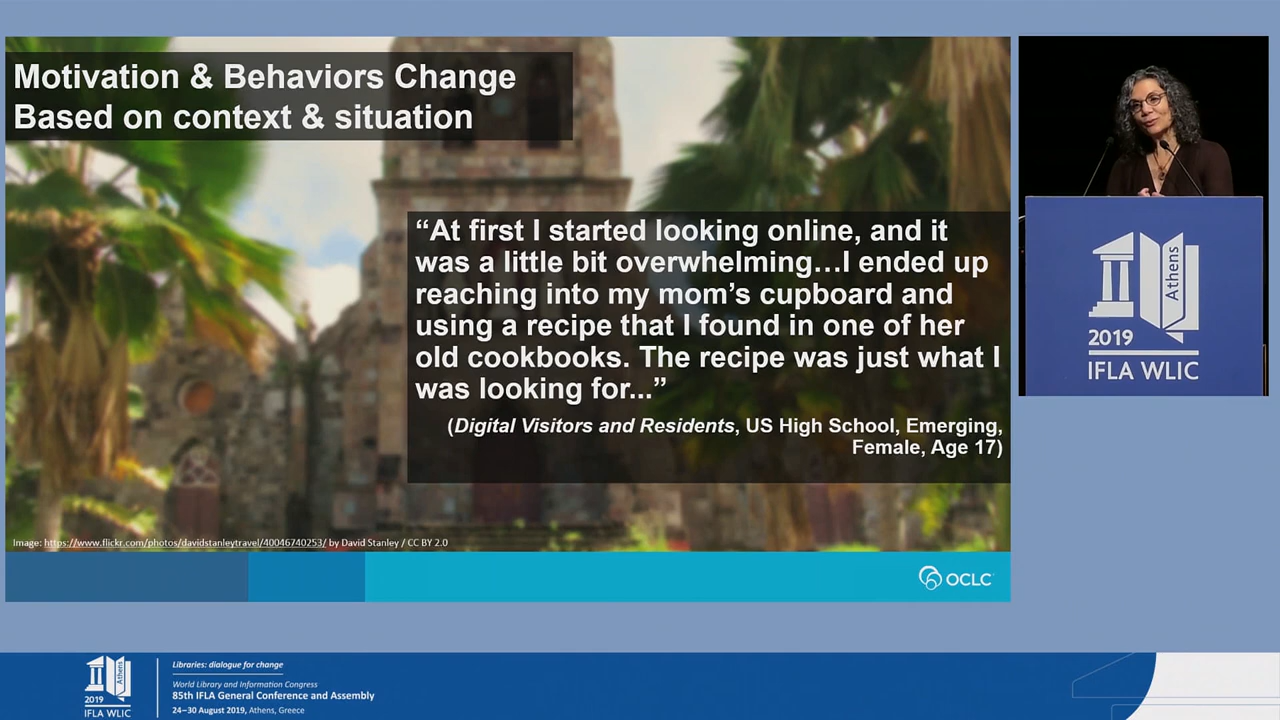 Motivation & Behaviors Change
Based on context & situation
“At first I started looking online, and it
was a little bit overwhelming…I ended up
reaching into my mom’s cupboard and
using a recipe that I found in one of her
old cookbooks. The recipe was just what I
was looking for...”
(Digital Visitors and Residents, US High School, Emerging,
Female, Age 17)
Image: https://www.flickr.com/photos/davidstanleytravel/40046740253/ by David Stanley / CC BY 2.0
OCLC
Athens
2019
IFLA WLIC
Athens
2019
IFLA WLIC
Libraries: dialogue for change
World Library and Information Congress
85th IFLA General Conference and Assembly
24–30 August 2019, Athens, Greece